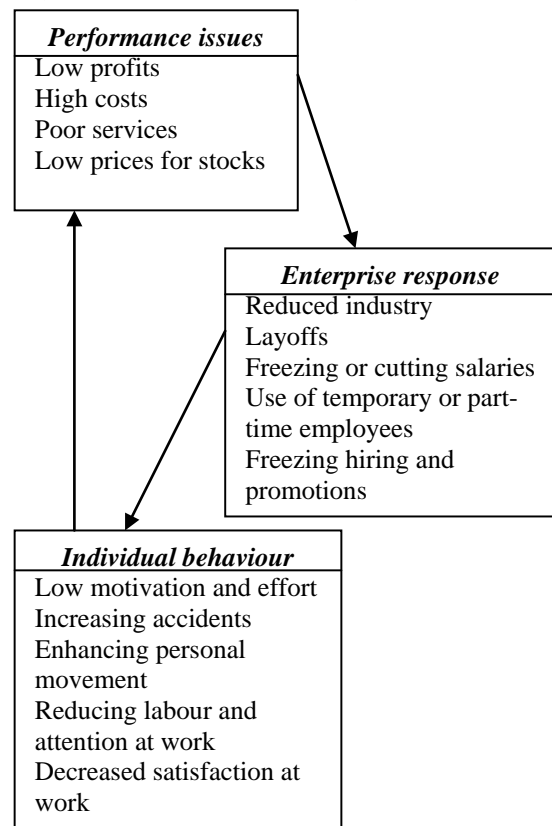 Performance issues
Low profits
High costs
Poor services
Low prices for stocks
Enterprise response
Reduced industry
Layoffs
Freezing or cutting salaries
Use of temporary or part-
time employees
Freezing hiring and
promotions
Individual behaviour
Low motivation and effort
Increasing accidents
Enhancing personal
movement
Reducing labour and
attention at work
Decreased satisfaction at
work